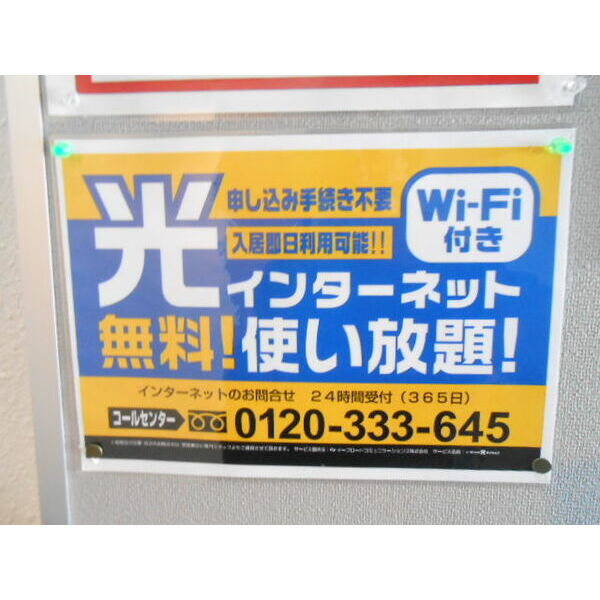 光
申し込み手続き不要
入居即日利用可能!!
Wi-Fi
付き
インターネット
無料!使い放題!
インターネットのお問合せ 24時間受付(365日)
コールセンター 0120-333-645